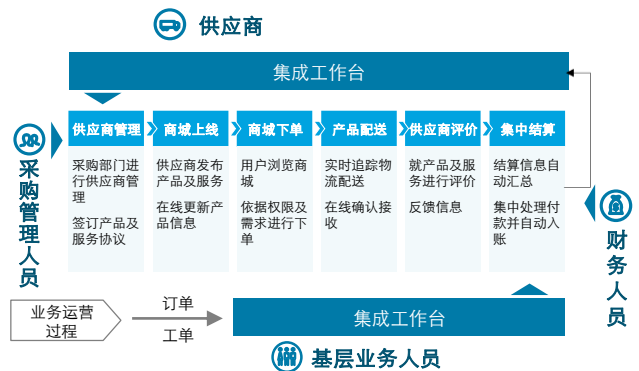 供应商
集成工作台
供应商管理
商城上线
商城下单
产品配送
供应商评价
集中结算
采购部门进
行供应商管
理
签订产品及
服务协议
供应商发布
产品及服务
在线更新产
品信息
用户浏览商
城
依据权限及
需求进行下
单
实时追踪物
流配送
在线确认接
收
就产品及服
务进行评价
反馈信息
结算信息自
动汇总
集中处理付
款并自动入
账
采购管理人员
财务人员
业务运营
过程
订单
工单
集成工作台
基层业务人员